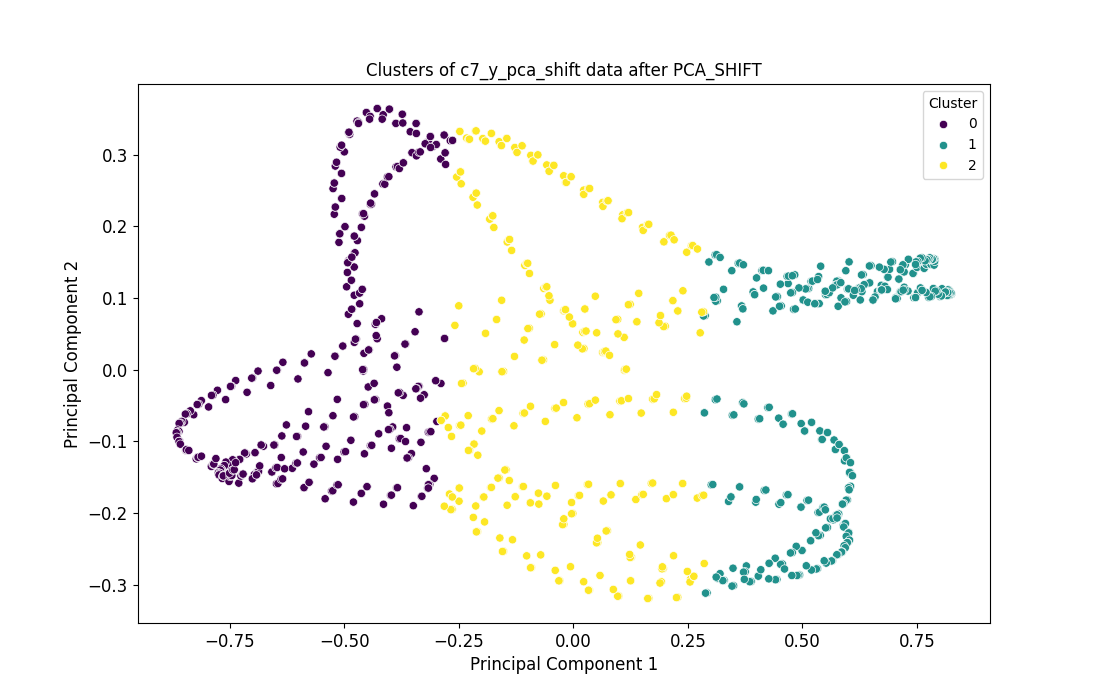 Clusters of c7_y_pca_shift data after PCA_SHIFT
Cluster
0
1
2
0.3
0.2
0.1
0.0
−0.1
−0.2
−0.3
Principal Component 2
−0.75 −0.50 −0.25 0.00 0.25 0.50 0.75
Principal Component 1